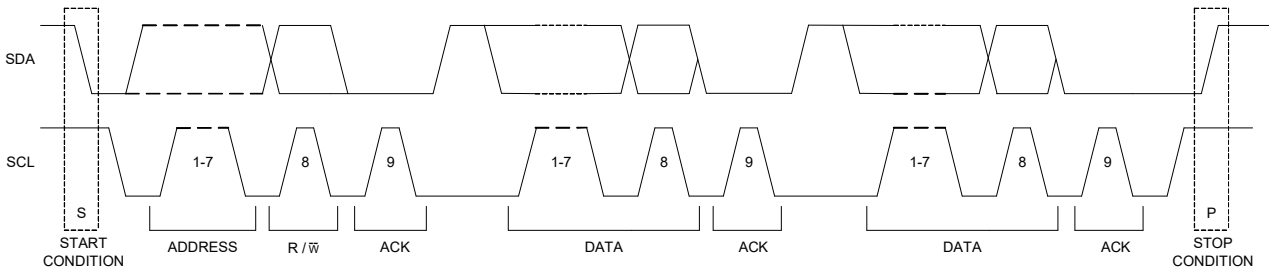 SDA
SCL
1-7
8
9
1-7
8
9
1-7
8
9
S
P
START
CONDITION
ADDRESS
R / W̅
ACK
DATA
ACK
DATA
ACK
STOP
CONDITION